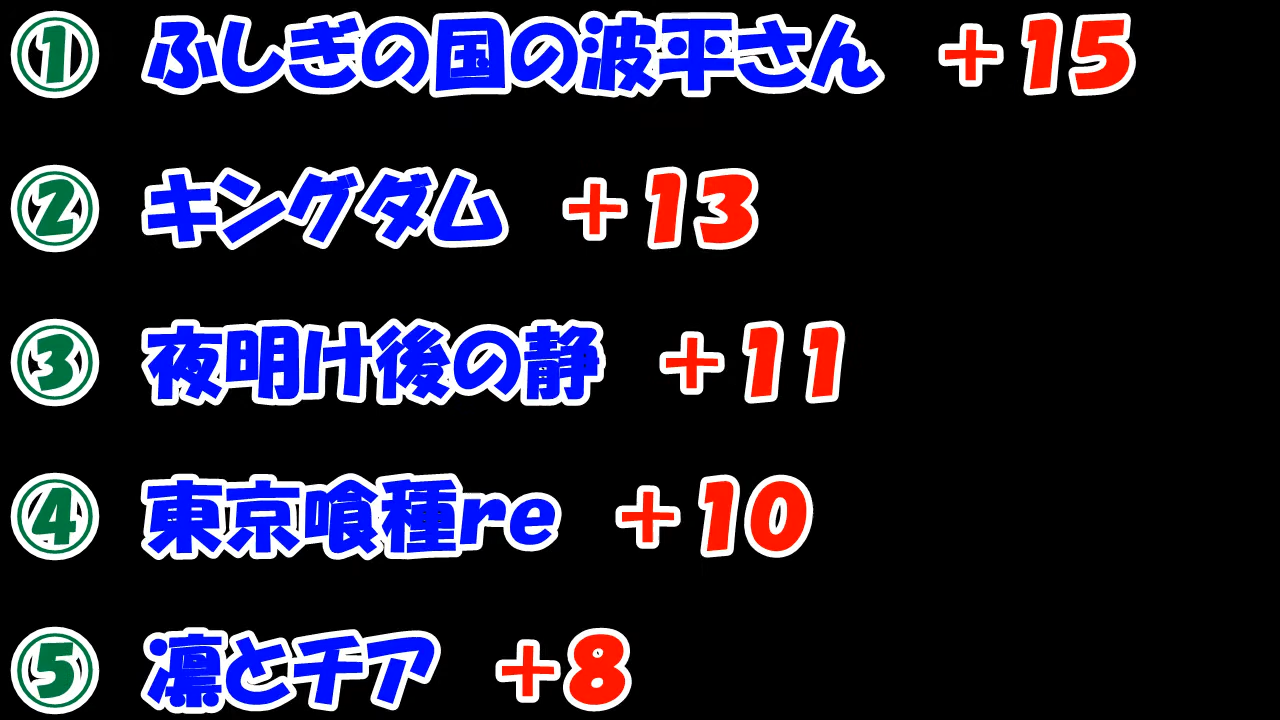 ① ふしぎの国の波平さん +15
② キングダム +13
③ 夜明け後の静 +11
④ 東京喰種re +10
⑤ 凛とチア +8